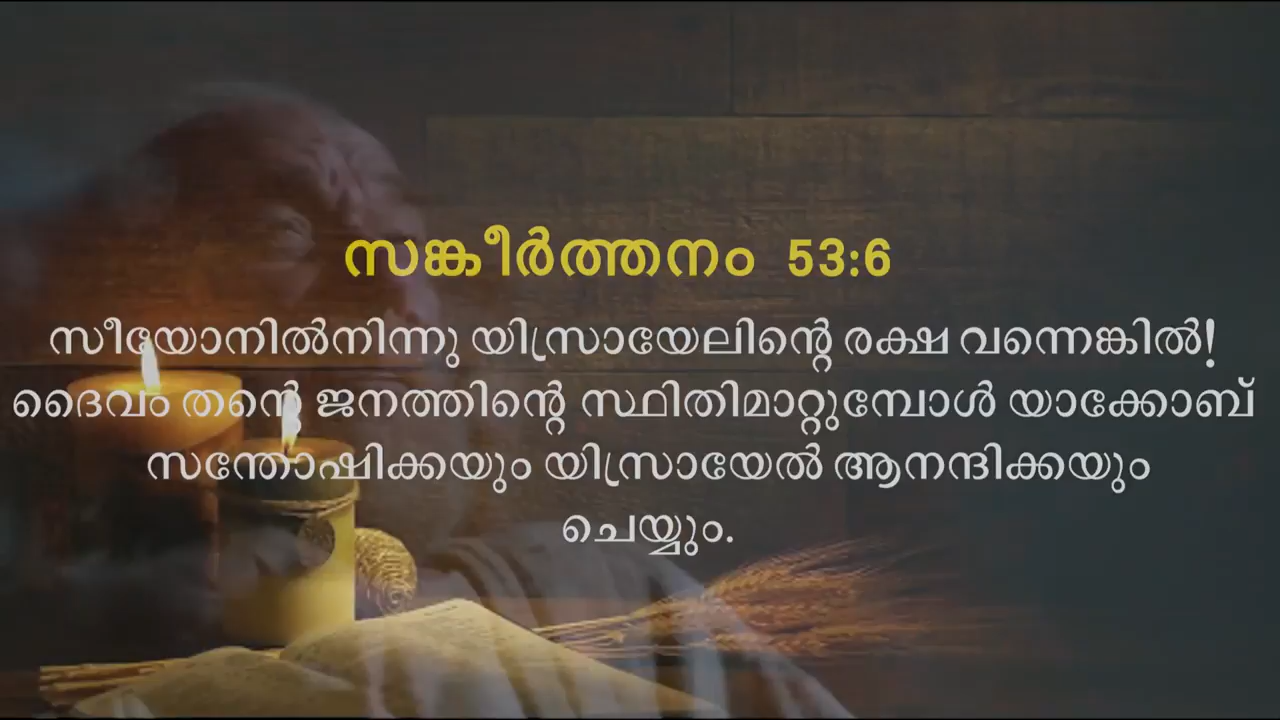 സങ്കീർത്തനം 53:6
സീയോനിൽനിന്നു യിസ്രായേലിന്റെ രക്ഷ വന്നെങ്കിൽ!
ദൈവം തന്റെ ജനത്തിന്റെ സ്ഥിതിമാറ്റുമ്പോൾ യാക്കോബ്
സന്തോഷിക്കയും യിസ്രായേൽ ആനന്ദിക്കയും
ചെയ്യും.